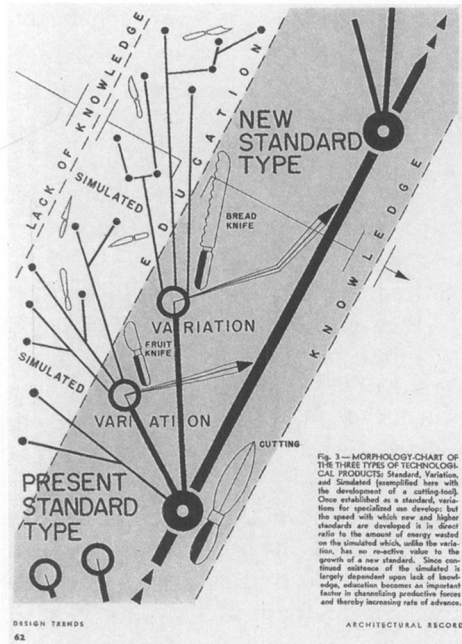 LACK OF KNOWLEDGE
EDUCATION
SIMULATED
NEW
STANDARD
TYPE
BREAD
KNIFE
KNOWLEDGE
VARIATION
FRUIT
KNIFE
SIMULATED
VARIATION
CUTTING
PRESENT
STANDARD
TYPE
Fig. 3 — MORPHOLOGY-CHART OF
THE THREE TYPES OF TECHNOLOGI-
CAL PRODUCTS: Standard, Variation,
and Simulated (exemplified here with
the development of a cutting-tool).
Once established as a standard, varia-
tions for specialized use develop; but
the speed with which new and higher
standards are developed is in direct
ratio to the amount of energy wasted
on the simulated which, unlike the varia-
tion, has no re-active value to the
growth of a new standard. Since con-
tinued existence of the simulated is
largely dependent upon lack of knowl-
edge, education becomes an important
factor in channelizing productive forces
and thereby increasing rate of advance.
DESIGN TRENDS
ARCHITECTURAL RECORD
62